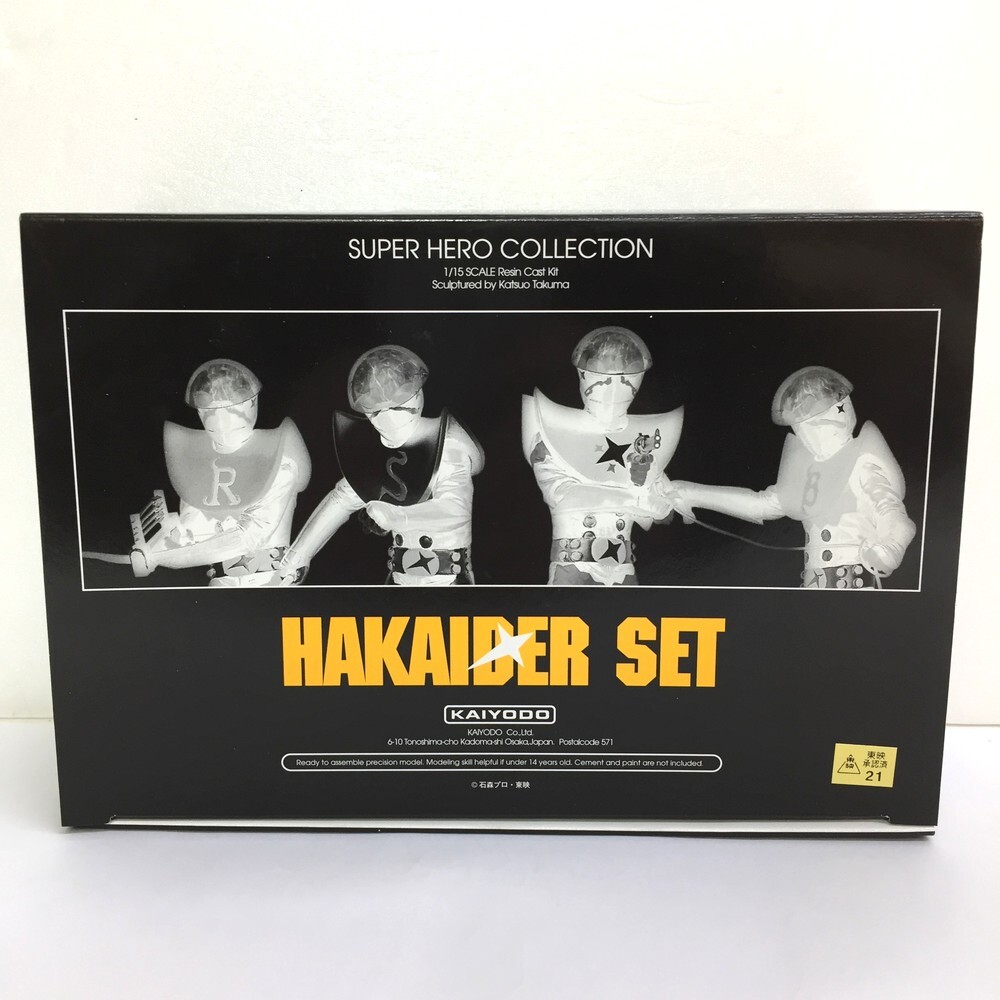 SUPER HERO COLLECTION
1/15 SCALE Resin Cast Kit
Sculptured by Katsuo Takuma
R
S
8
HAKAIDER SET
KAIYODO
KAIYODO Co.,Ltd.
6-10 Tonoshima-cho Kadoma-shi Osaka,Japan. Postalcode 571
Ready to assemble precision model. Modeling skill helpful if under 14 years old. Cement and paint are not included.
© 石森プロ・東映
東映
承認済
21